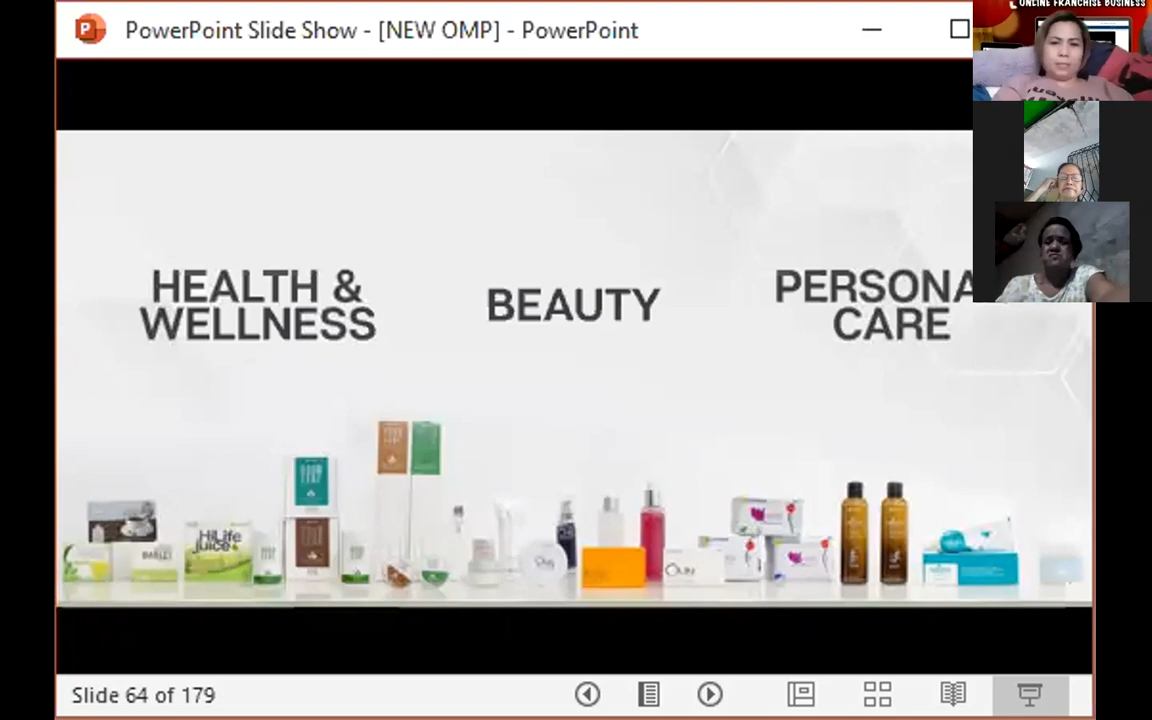 PowerPoint Slide Show - [NEW OMP] - PowerPoint
ONLINE FRANCHISE BUSINESS
HEALTH &
WELLNESS
BEAUTY
PERSONA
CARE
HiLife
juice
BARLEY
Slide 64 of 179